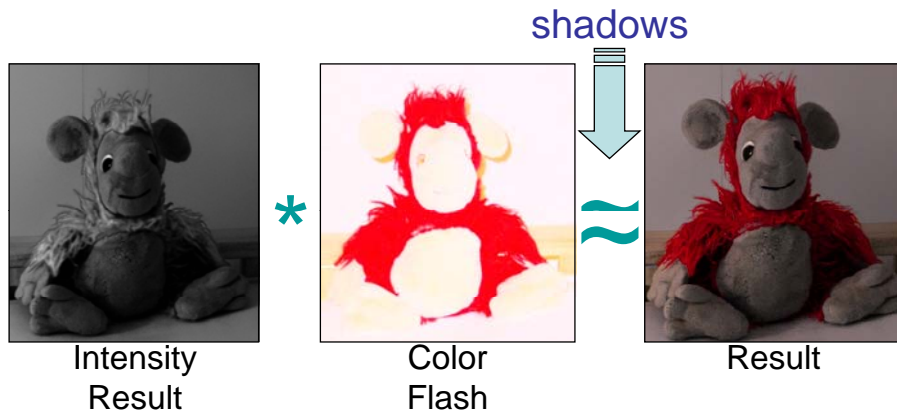 shadows
*
≈
Intensity
Result
Color
Flash
Result